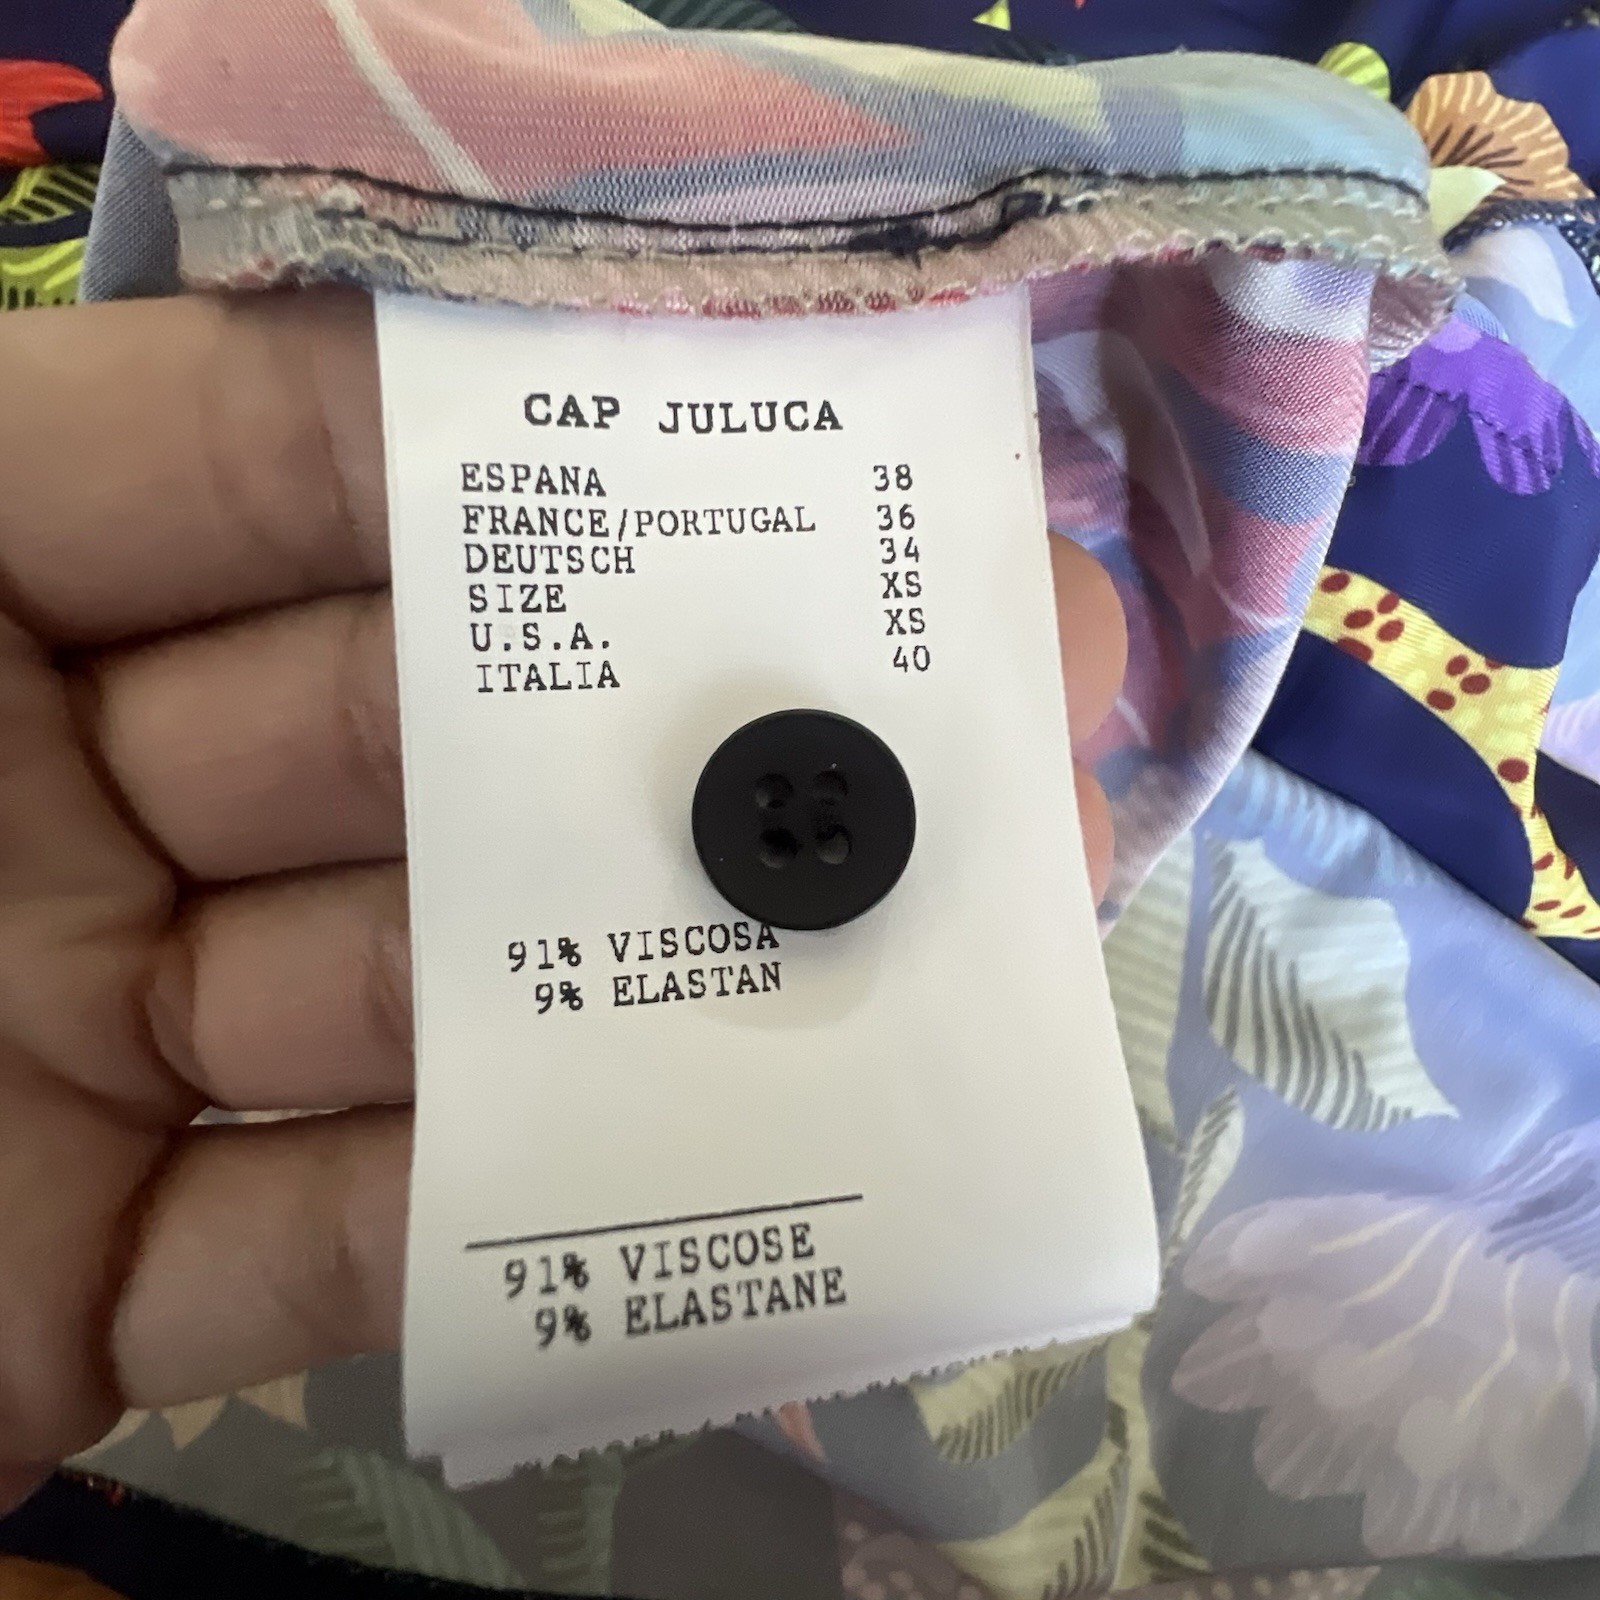 CAP JULUCA
ESPANA 38
FRANCE/PORTUGAL 36
DEUTSCH 34
SIZE XS
U.S.A. XS
ITALIA 40
91% VISCOSA
9% ELASTAN
91% VISCOSE
9% ELASTANE